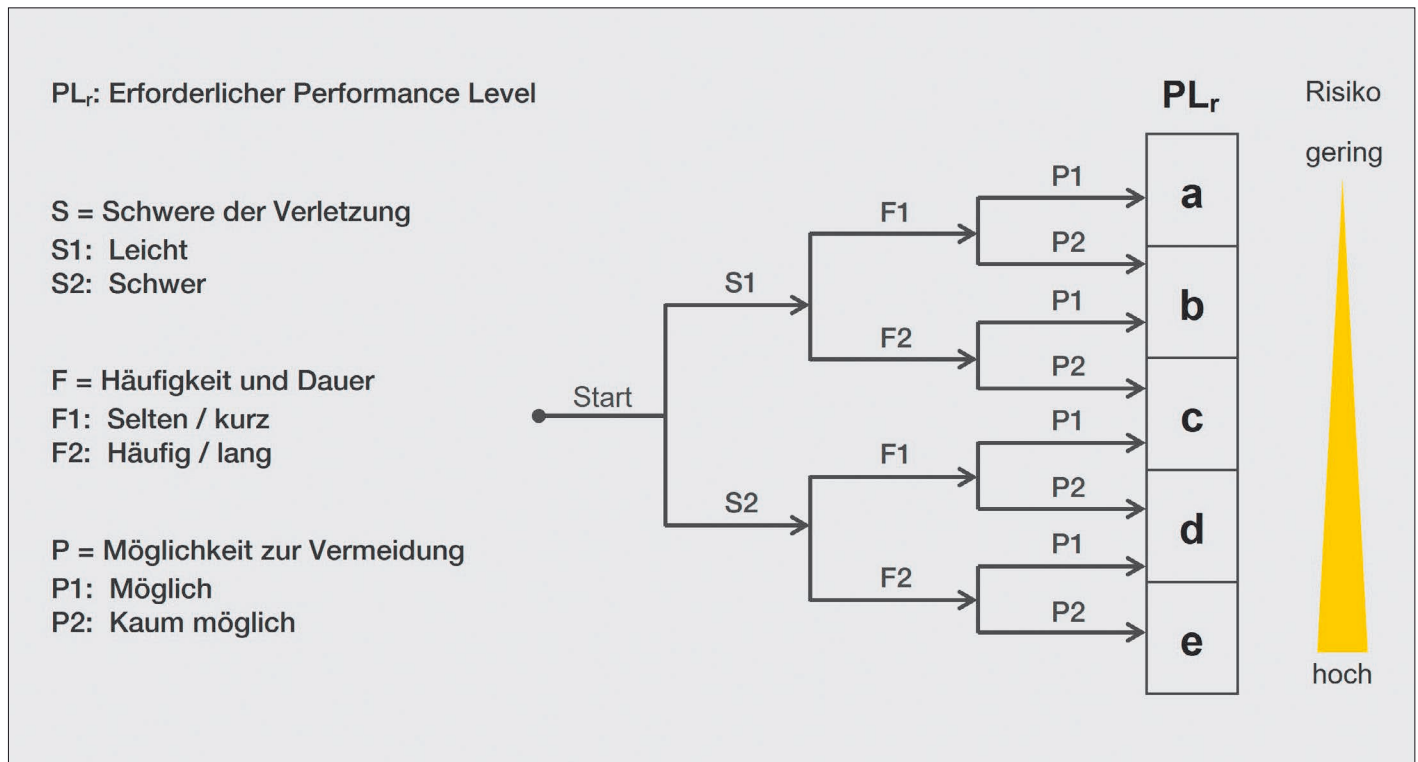 PLr: Erforderlicher Performance Level
S = Schwere der Verletzung
S1: Leicht
S2: Schwer
F = Häufigkeit und Dauer
F1: Selten / kurz
F2: Häufig / lang
P = Möglichkeit zur Vermeidung
P1: Möglich
P2: Kaum möglich
Start
S1
S2
F1
F2
F1
F2
P1
P2
P1
P2
P1
P2
P1
P2
PLr
a
b
c
d
e
Risiko
gering
hoch